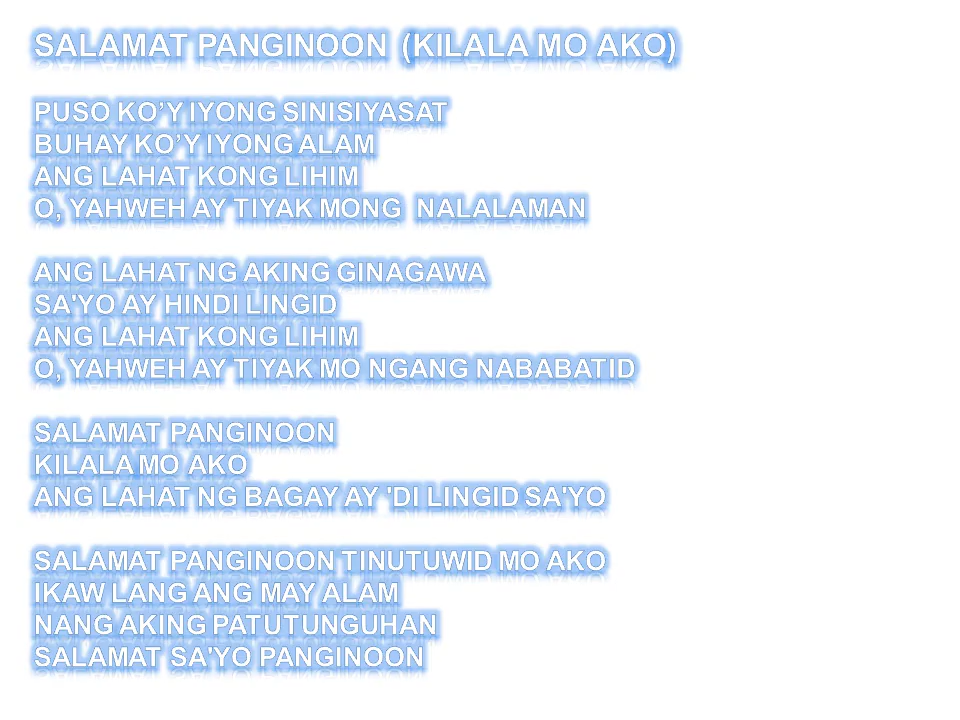 SALAMAT PANGINOON (KILALA MO AKO)
PUSO KO’Y IYONG SINISIYASAT
BUHAY KO’Y IYONG ALAM
ANG LAHAT KONG LIHIM
O, YAHWEH AY TIYAK MONG NALALAMAN
ANG LAHAT NG AKING GINAGAWA
SA'YO AY HINDI LINGID
ANG LAHAT KONG LIHIM
O, YAHWEH AY TIYAK MO NGANG NABABATID
SALAMAT PANGINOON
KILALA MO AKO
ANG LAHAT NG BAGAY AY 'DI LINGID SA'YO
SALAMAT PANGINOON TINUTUWID MO AKO
IKAW LANG ANG MAY ALAM
NANG AKING PATUTUNGUHAN
SALAMAT SA'YO PANGINOON